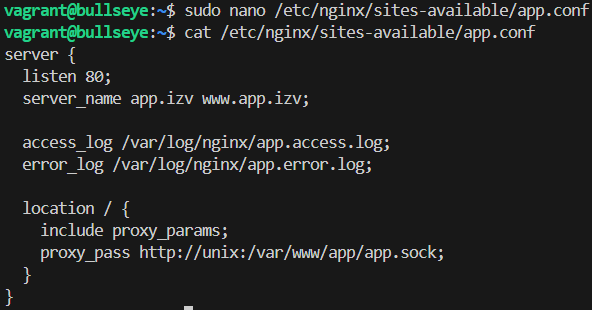 vagrant@bullseye:~$ sudo nano /etc/nginx/sites-available/app.conf
vagrant@bullseye:~$ cat /etc/nginx/sites-available/app.conf
server {
  listen 80;
  server_name app.izv www.app.izv;

  access_log /var/log/nginx/app.access.log;
  error_log /var/log/nginx/app.error.log;

  location / {
    include proxy_params;
    proxy_pass http://unix:/var/www/app/app.sock;
  }
}